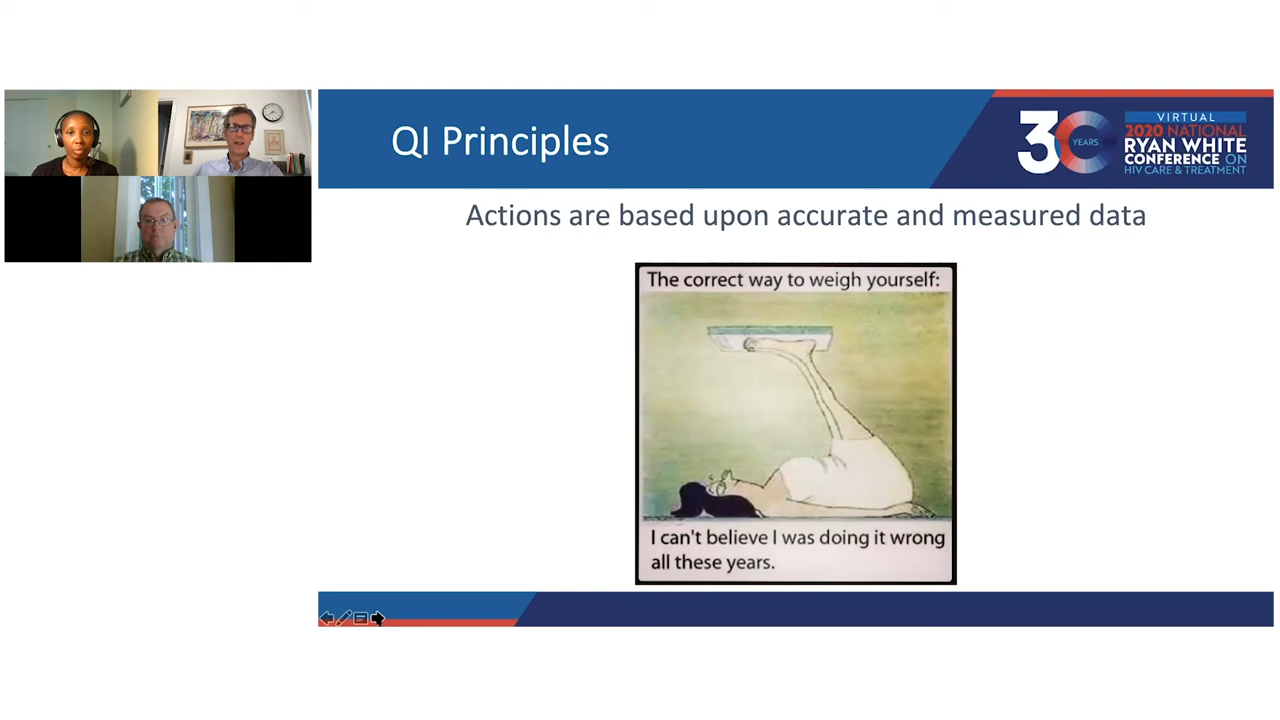 QI Principles
30
YEARS
VIRTUAL
2020 NATIONAL
RYAN WHITE
CONFERENCE ON
HIV CARE & TREATMENT
Actions are based upon accurate and measured data
The correct way to weigh yourself:
I can't believe I was doing it wrong
all these years.